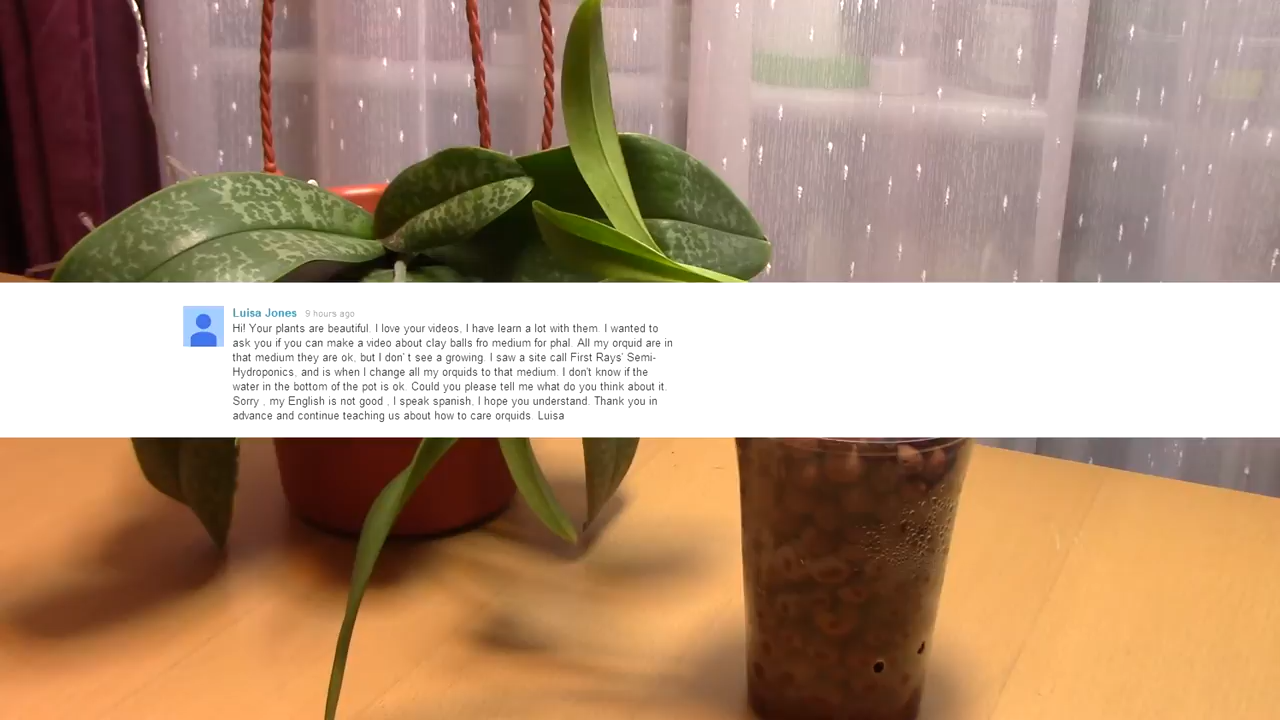 Luisa Jones 9 hours ago
Hi! Your plants are beautiful. I love your videos. I have learn a lot with them. I wanted to
ask you if you can make a video about clay balls fro medium for phal. All my orquid are in
that medium they are ok, but I don' t see a growing. I saw a site call First Rays' Semi-
Hydroponics. and is when I change all my orquids to that medium. I don't know if the
water in the bottom of the pot is ok. Could you please tell me what do you think about it.
Sorry , my English is not good , I speak spanish, I hope you understand. Thank you in
advance and continue teaching us about how to care orquids. Luisa